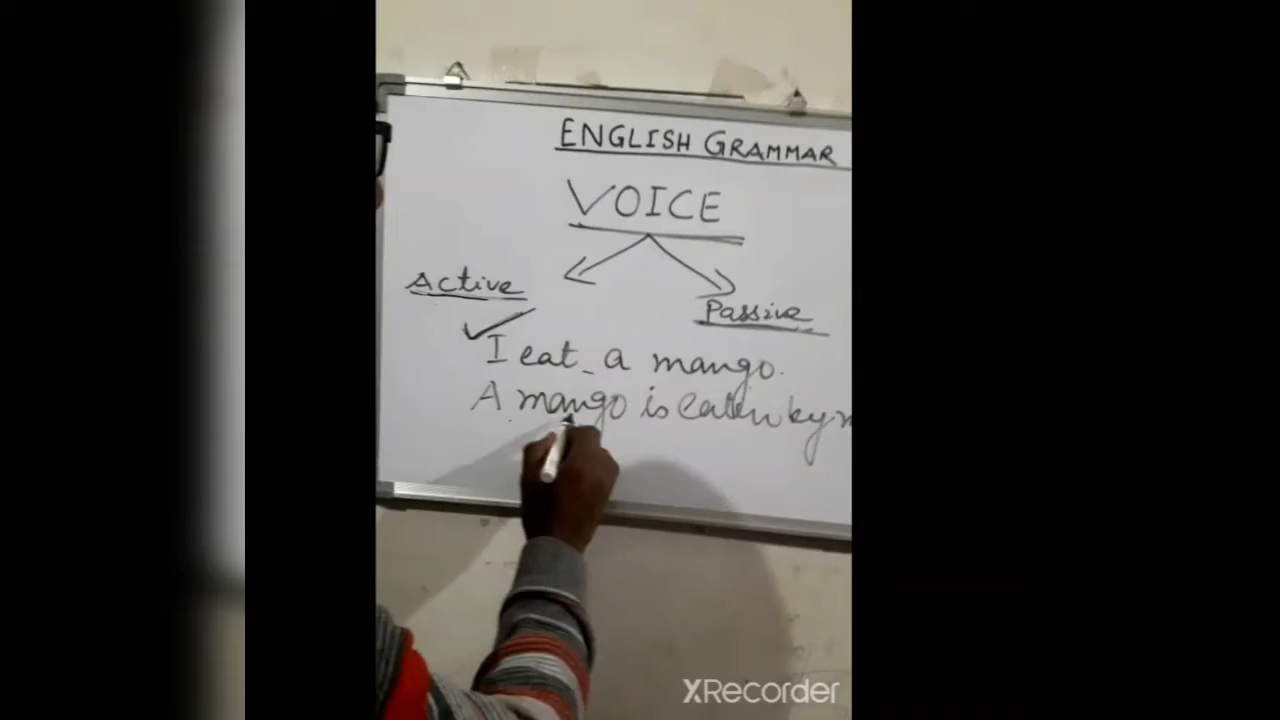 ENGLISH GRAMMAR
VOICE
Active
Passive
I eat a mango.
A mango is eaten by
XRecorder